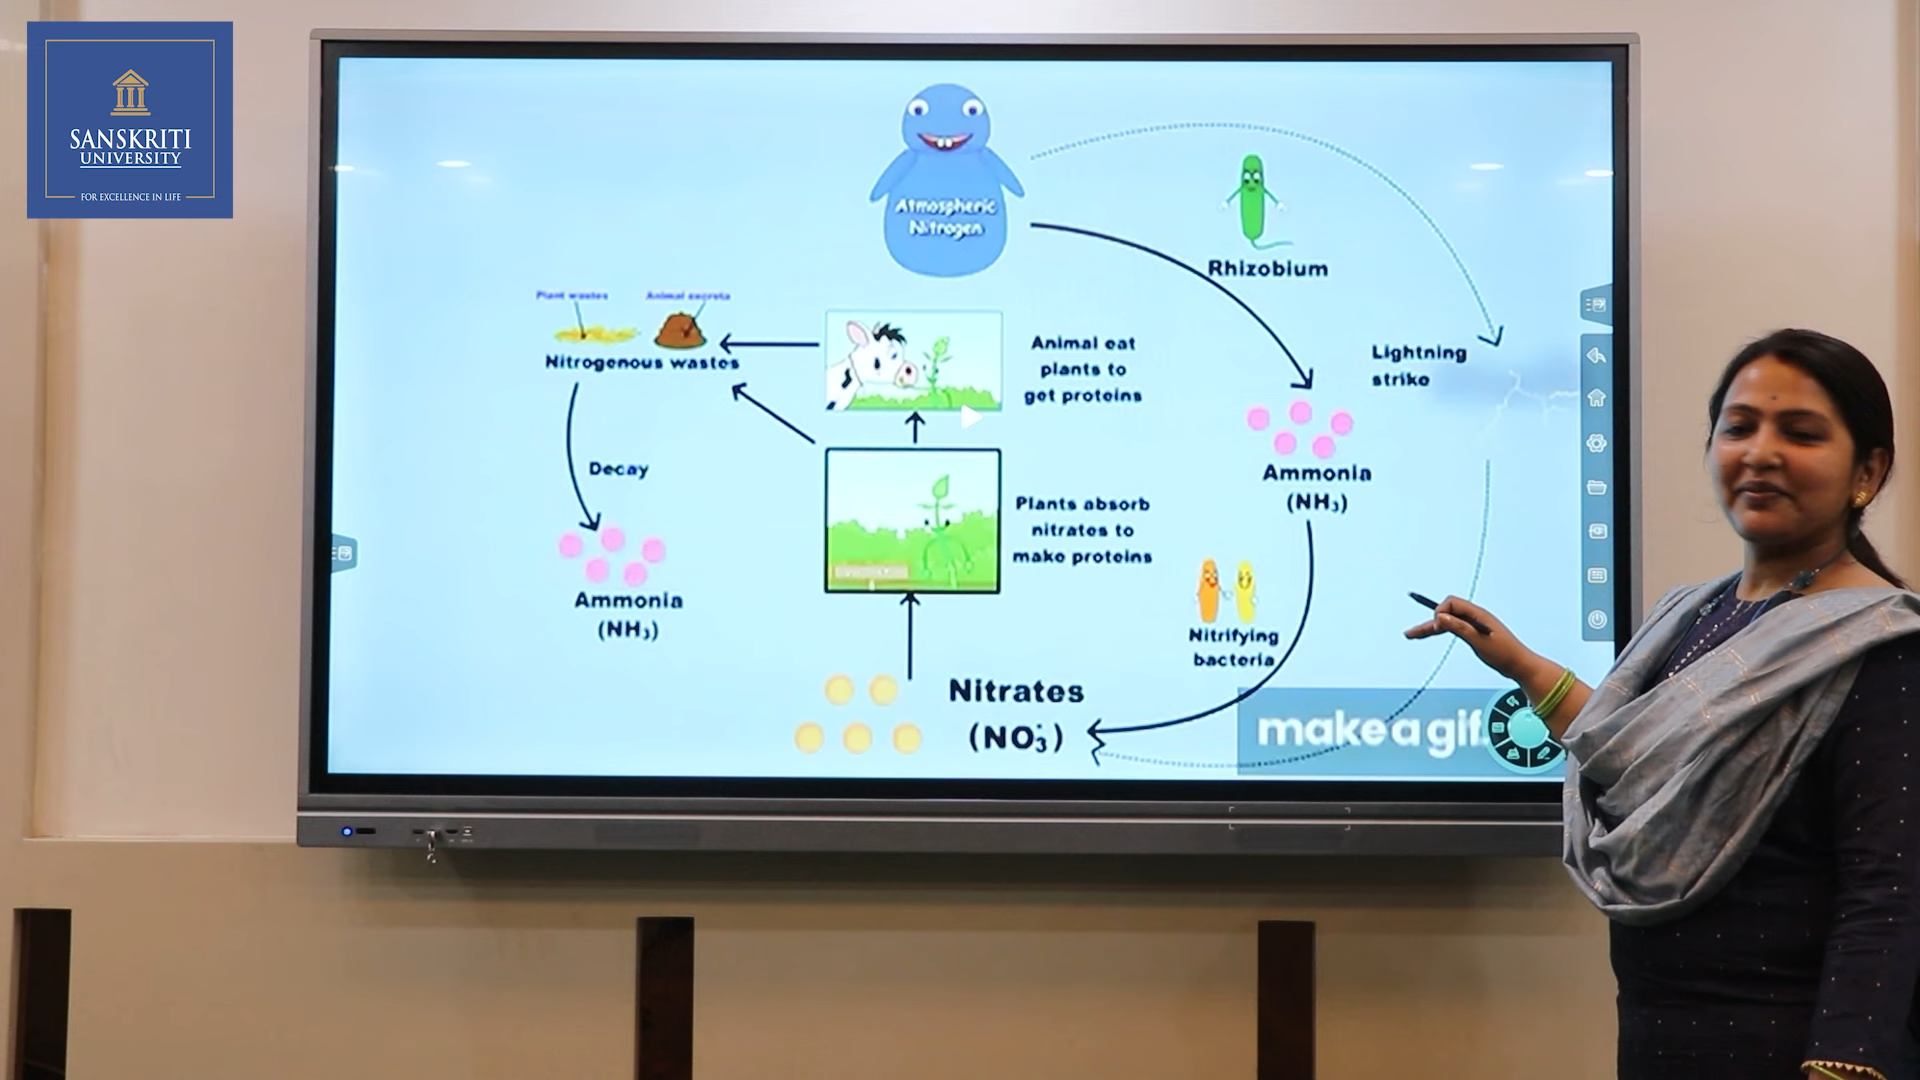 SANSKRITI
UNIVERSITY
FOR EXCELLENCE IN LIFE
Atmospheric
Nitrogen
Rhizobium
Plant wastes
Animal excreta
Nitrogenous wastes
Animal eat
plants to
get proteins
Lightning
strike
Decay
Ammonia
(NH₃)
Plants absorb
nitrates to
make proteins
Ammonia
(NH₃)
Nitrifying
bacteria
Nitrates
(NO₃⁻)
make a gif.